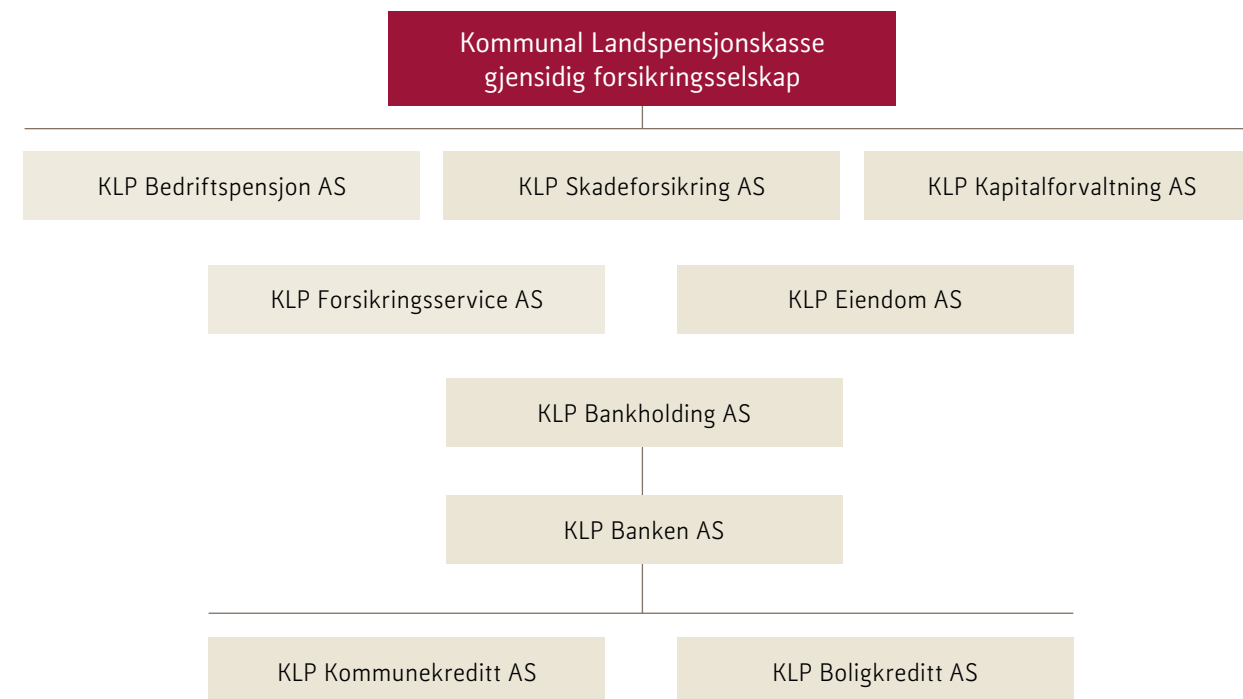 Kommunal Landspensjonskasse
gjensidig forsikringsselskap
KLP Bedriftspensjon AS
KLP Skadeforsikring AS
KLP Kapitalforvaltning AS
KLP Forsikringsservice AS
KLP Eiendom AS
KLP Bankholding AS
KLP Banken AS
KLP Kommunekreditt AS
KLP Boligkreditt AS